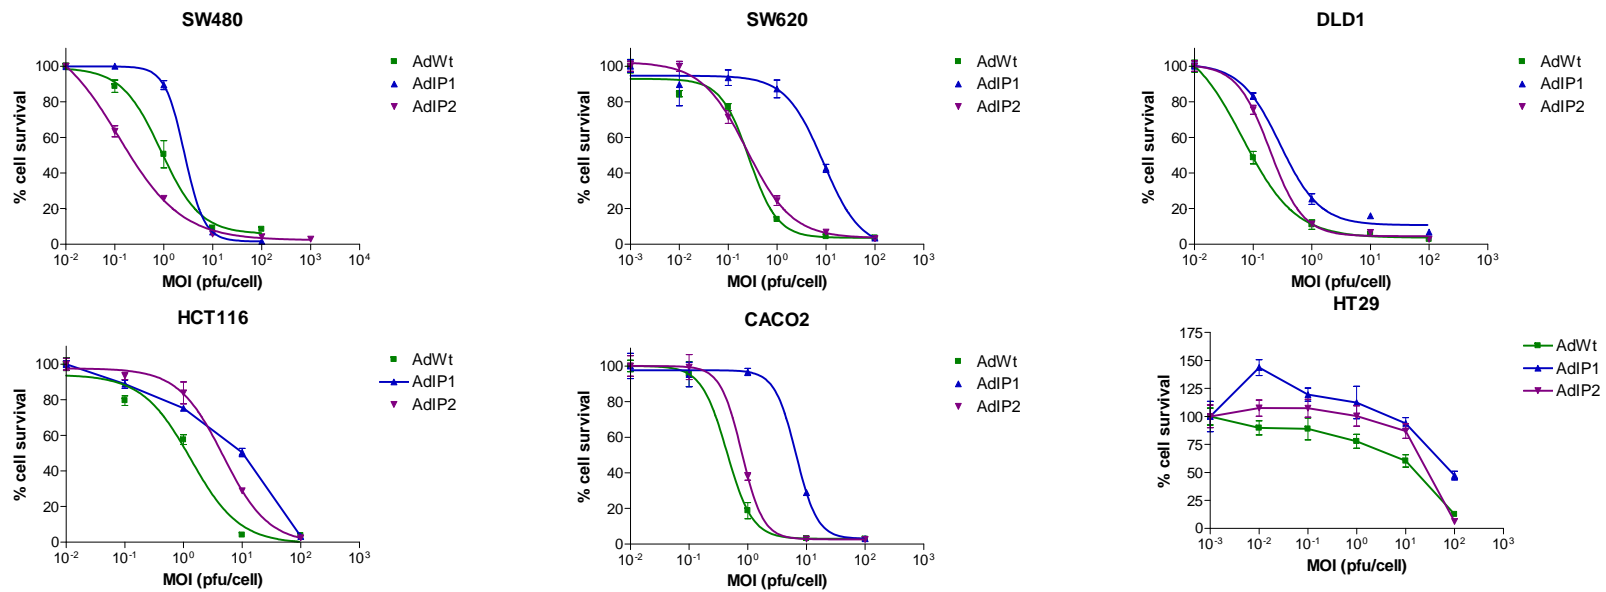 SW480
% cell survival
100
80
60
40
20
0
10-2 10-1 100 101 102 103 104
MOI (pfu/cell)
AdWt
AdIP1
AdIP2
SW620
% cell survival
100
80
60
40
20
0
10-3 10-2 10-1 100 101 102 103
MOI (pfu/cell)
AdWt
AdIP1
AdIP2
DLD1
% cell survival
100
80
60
40
20
0
10-2 10-1 100 101 102 103
MOI (pfu/cell)
AdWt
AdIP1
AdIP2
HCT116
% cell survival
100
80
60
40
20
0
10-2 10-1 100 101 102 103
MOI (pfu/cell)
AdWt
AdIP1
AdIP2
CACO2
% cell survival
100
80
60
40
20
0
10-2 10-1 100 101 102 103
MOI (pfu/cell)
AdWt
AdIP1
AdIP2
HT29
% cell survival
175
150
125
100
75
50
25
0
10-3 10-2 10-1 100 101 102 103
MOI (pfu/cell)
AdWt
AdIP1
AdIP2